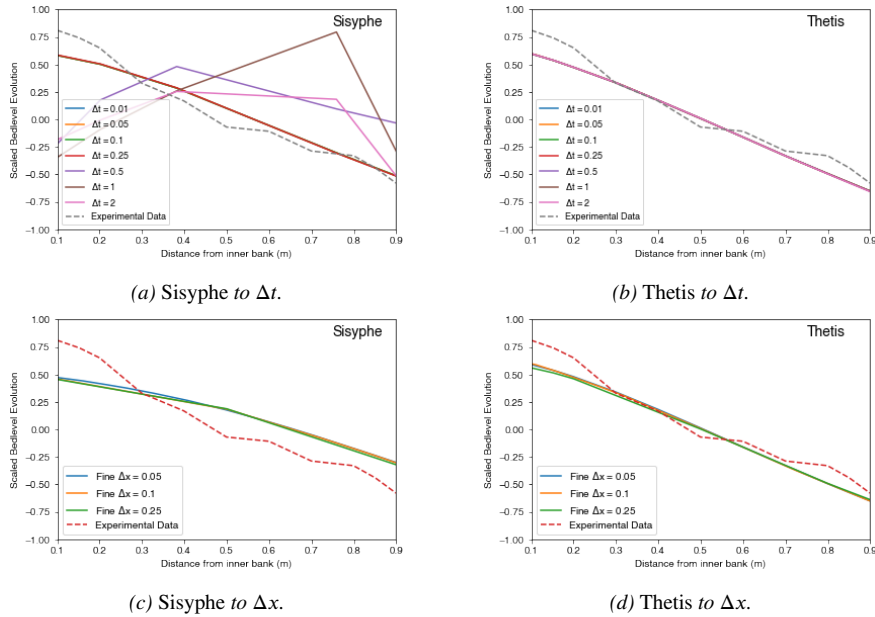 Sisyphe
1.00
0.75
0.50
0.25
0.00
−0.25
−0.50
−0.75
−1.00
Scaled Bedlevel Evolution
Δt = 0.01
Δt = 0.05
Δt = 0.1
Δt = 0.25
Δt = 0.5
Δt = 1
Δt = 2
Experimental Data
0.1 0.2 0.3 0.4 0.5 0.6 0.7 0.8 0.9
Distance from inner bank (m)
(a) Sisyphe to Δt.
Thetis
1.00
0.75
0.50
0.25
0.00
−0.25
−0.50
−0.75
−1.00
Scaled Bedlevel Evolution
Δt = 0.01
Δt = 0.05
Δt = 0.1
Δt = 0.25
Δt = 0.5
Δt = 1
Δt = 2
Experimental Data
0.1 0.2 0.3 0.4 0.5 0.6 0.7 0.8 0.9
Distance from inner bank (m)
(b) Thetis to Δt.
Sisyphe
1.00
0.75
0.50
0.25
0.00
−0.25
−0.50
−0.75
−1.00
Scaled Bedlevel Evolution
Fine Δx = 0.05
Fine Δx = 0.1
Fine Δx = 0.25
Experimental Data
0.1 0.2 0.3 0.4 0.5 0.6 0.7 0.8 0.9
Distance from inner bank (m)
(c) Sisyphe to Δx.
Thetis
1.00
0.75
0.50
0.25
0.00
−0.25
−0.50
−0.75
−1.00
Scaled Bedlevel Evolution
Fine Δx = 0.05
Fine Δx = 0.1
Fine Δx = 0.25
Experimental Data
0.1 0.2 0.3 0.4 0.5 0.6 0.7 0.8 0.9
Distance from inner bank (m)
(d) Thetis to Δx.